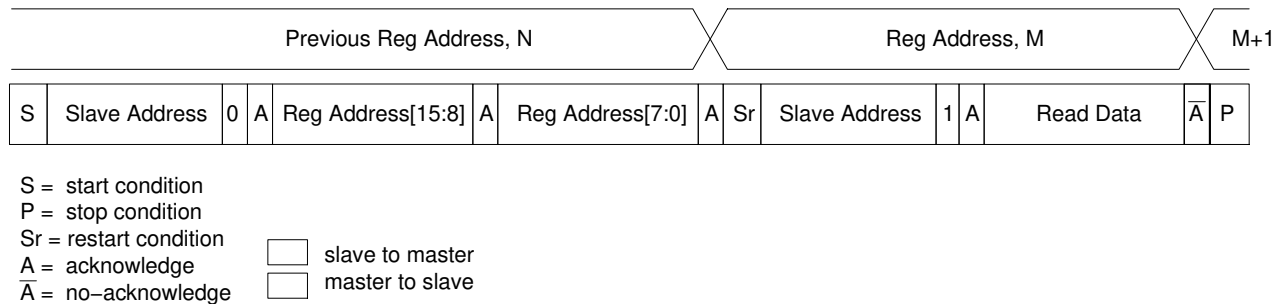 Previous Reg Address, N Reg Address, M M+1
S Slave Address 0 A Reg Address[15:8] A Reg Address[7:0] A Sr Slave Address 1 A Read Data A̅ P
S = start condition
P = stop condition
Sr = restart condition
A = acknowledge
A̅ = no−acknowledge
slave to master
master to slave